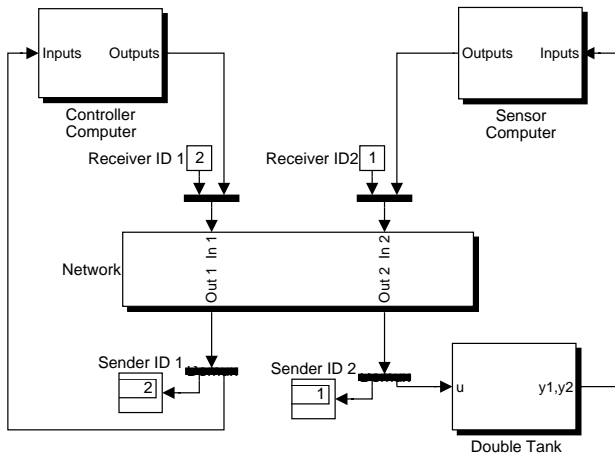 Inputs
Outputs
Controller
Computer
Outputs
Inputs
Sensor
Computer
Receiver ID 1
2
Receiver ID2
1
Network
Out 1 In 1
Out 2 In 2
Sender ID 1
2
Sender ID 2
1
u
y1,y2
Double Tank